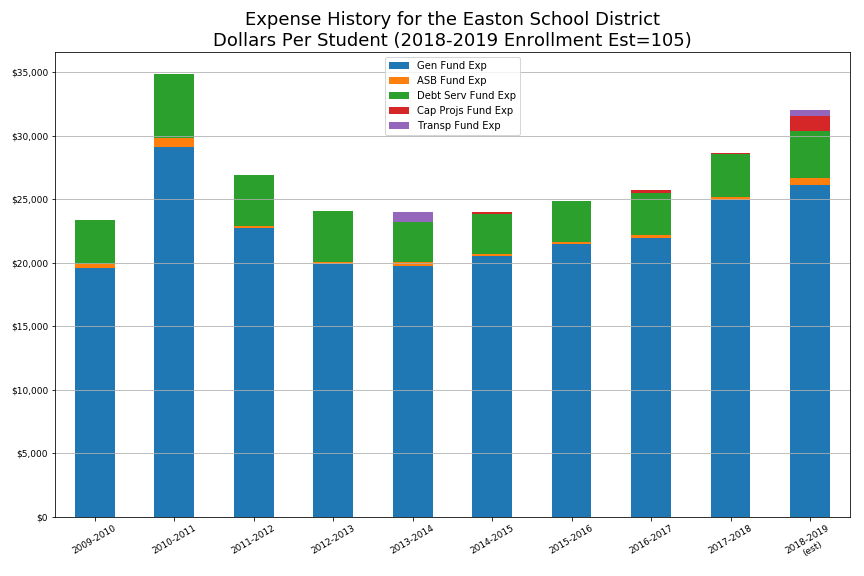 Expense History for the Easton School District
Dollars Per Student (2018-2019 Enrollment Est=105)
Gen Fund Exp
ASB Fund Exp
Debt Serv Fund Exp
Cap Projs Fund Exp
Transp Fund Exp
$35,000
$30,000
$25,000
$20,000
$15,000
$10,000
$5,000
$0
2009-2010
2010-2011
2011-2012
2012-2013
2013-2014
2014-2015
2015-2016
2016-2017
2017-2018
2018-2019
(est)